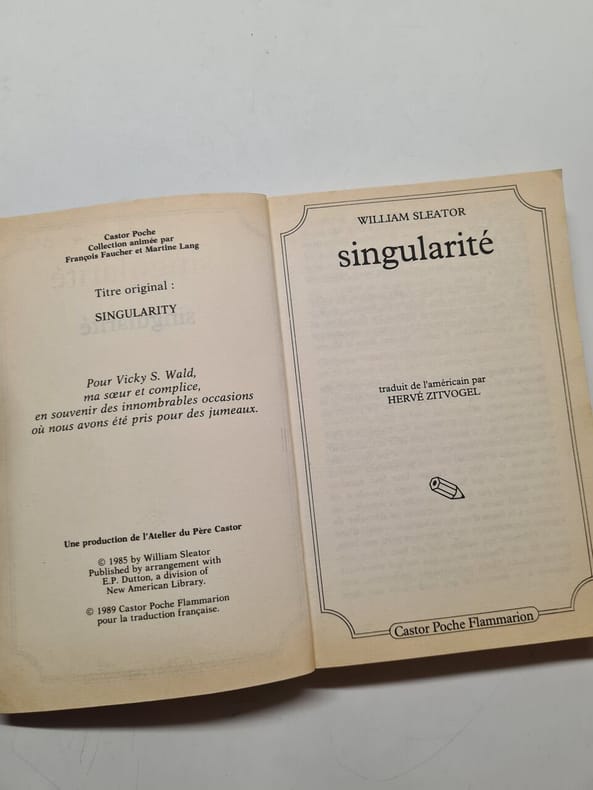 Castor Poche
Collection animée par
François Faucher et Martine Lang
Titre original :
SINGULARITY
Pour Vicky S. Wald,
ma sœur et complice,
en souvenir des innombrables occasions
où nous avons été pris pour des jumeaux.
Une production de l'Atelier du Père Castor
© 1985 by William Sleator
Published by arrangement with
E.P. Dutton, a division of
New American Library.
© 1989 Castor Poche Flammarion
pour la traduction française.
WILLIAM SLEATOR
singularité
traduit de l'américain par
HERVÉ ZITVOGEL
Castor Poche Flammarion